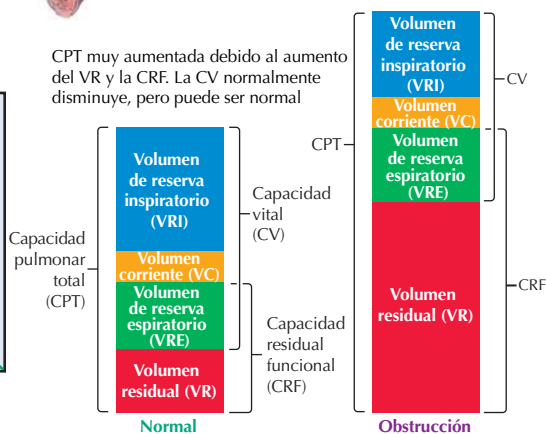 CPT muy aumentada debido al aumento
del VR y la CRF. La CV normalmente
disminuye, pero puede ser normal
Capacidad
pulmonar
total
(CPT)
Volumen
de reserva
inspiratorio
(VRI)
Volumen
corriente (VC)
Volumen
de reserva
espiratorio
(VRE)
Volumen
residual (VR)
Capacidad
vital
(CV)
Capacidad
residual
funcional
(CRF)
Normal
CPT
Volumen
de reserva
inspiratorio
(VRI)
Volumen
corriente (VC)
Volumen
de reserva
espiratorio
(VRE)
Volumen
residual (VR)
CV
CRF
Obstrucción